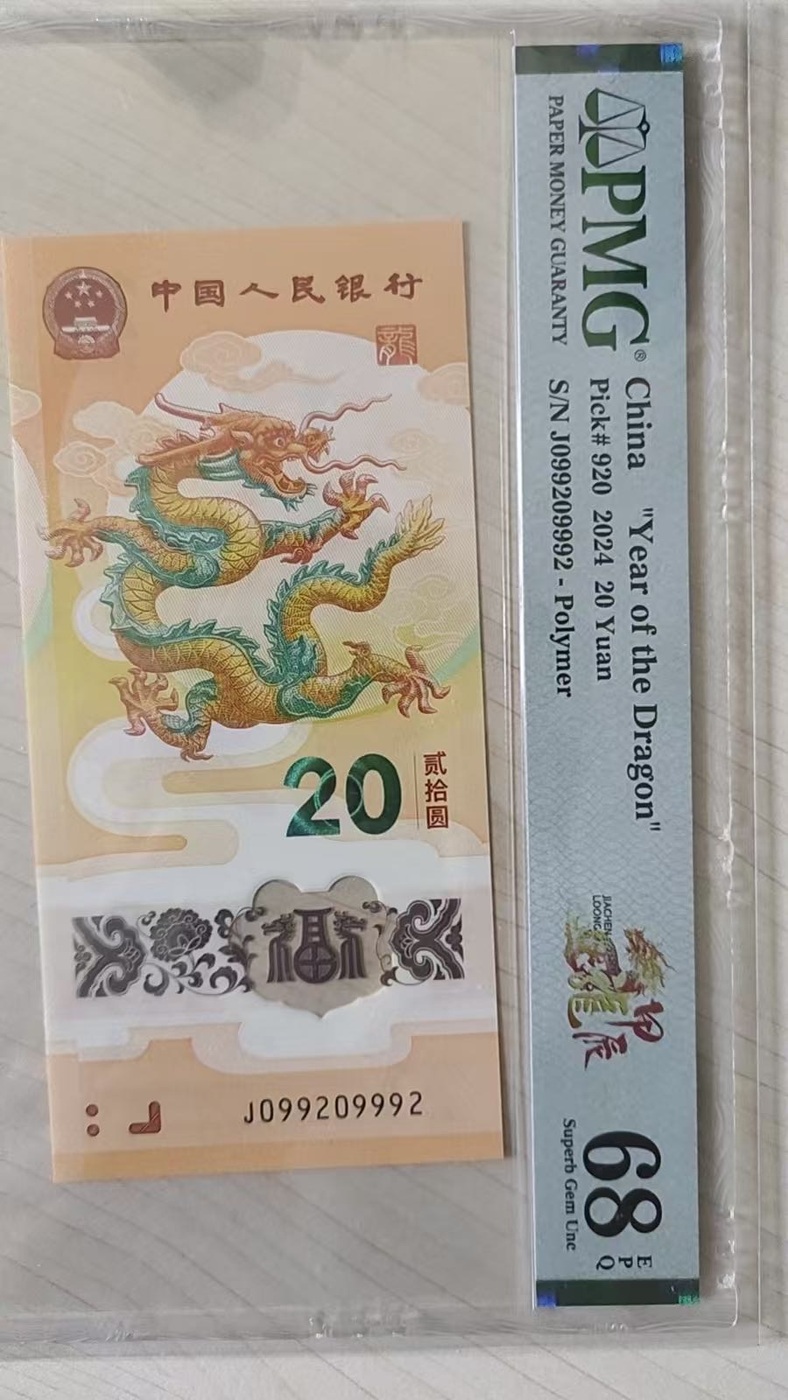 中国人民银行
龍
20
贰拾圆
J099209992
PMG®
PAPER MONEY GUARANTY
China "Year of the Dragon"
Pick# 920 2024 20 Yuan
S/N J099209992 - Polymer
JIACHEN
LOONG
甲辰
龍
68
EPQ
Superb Gem Unc